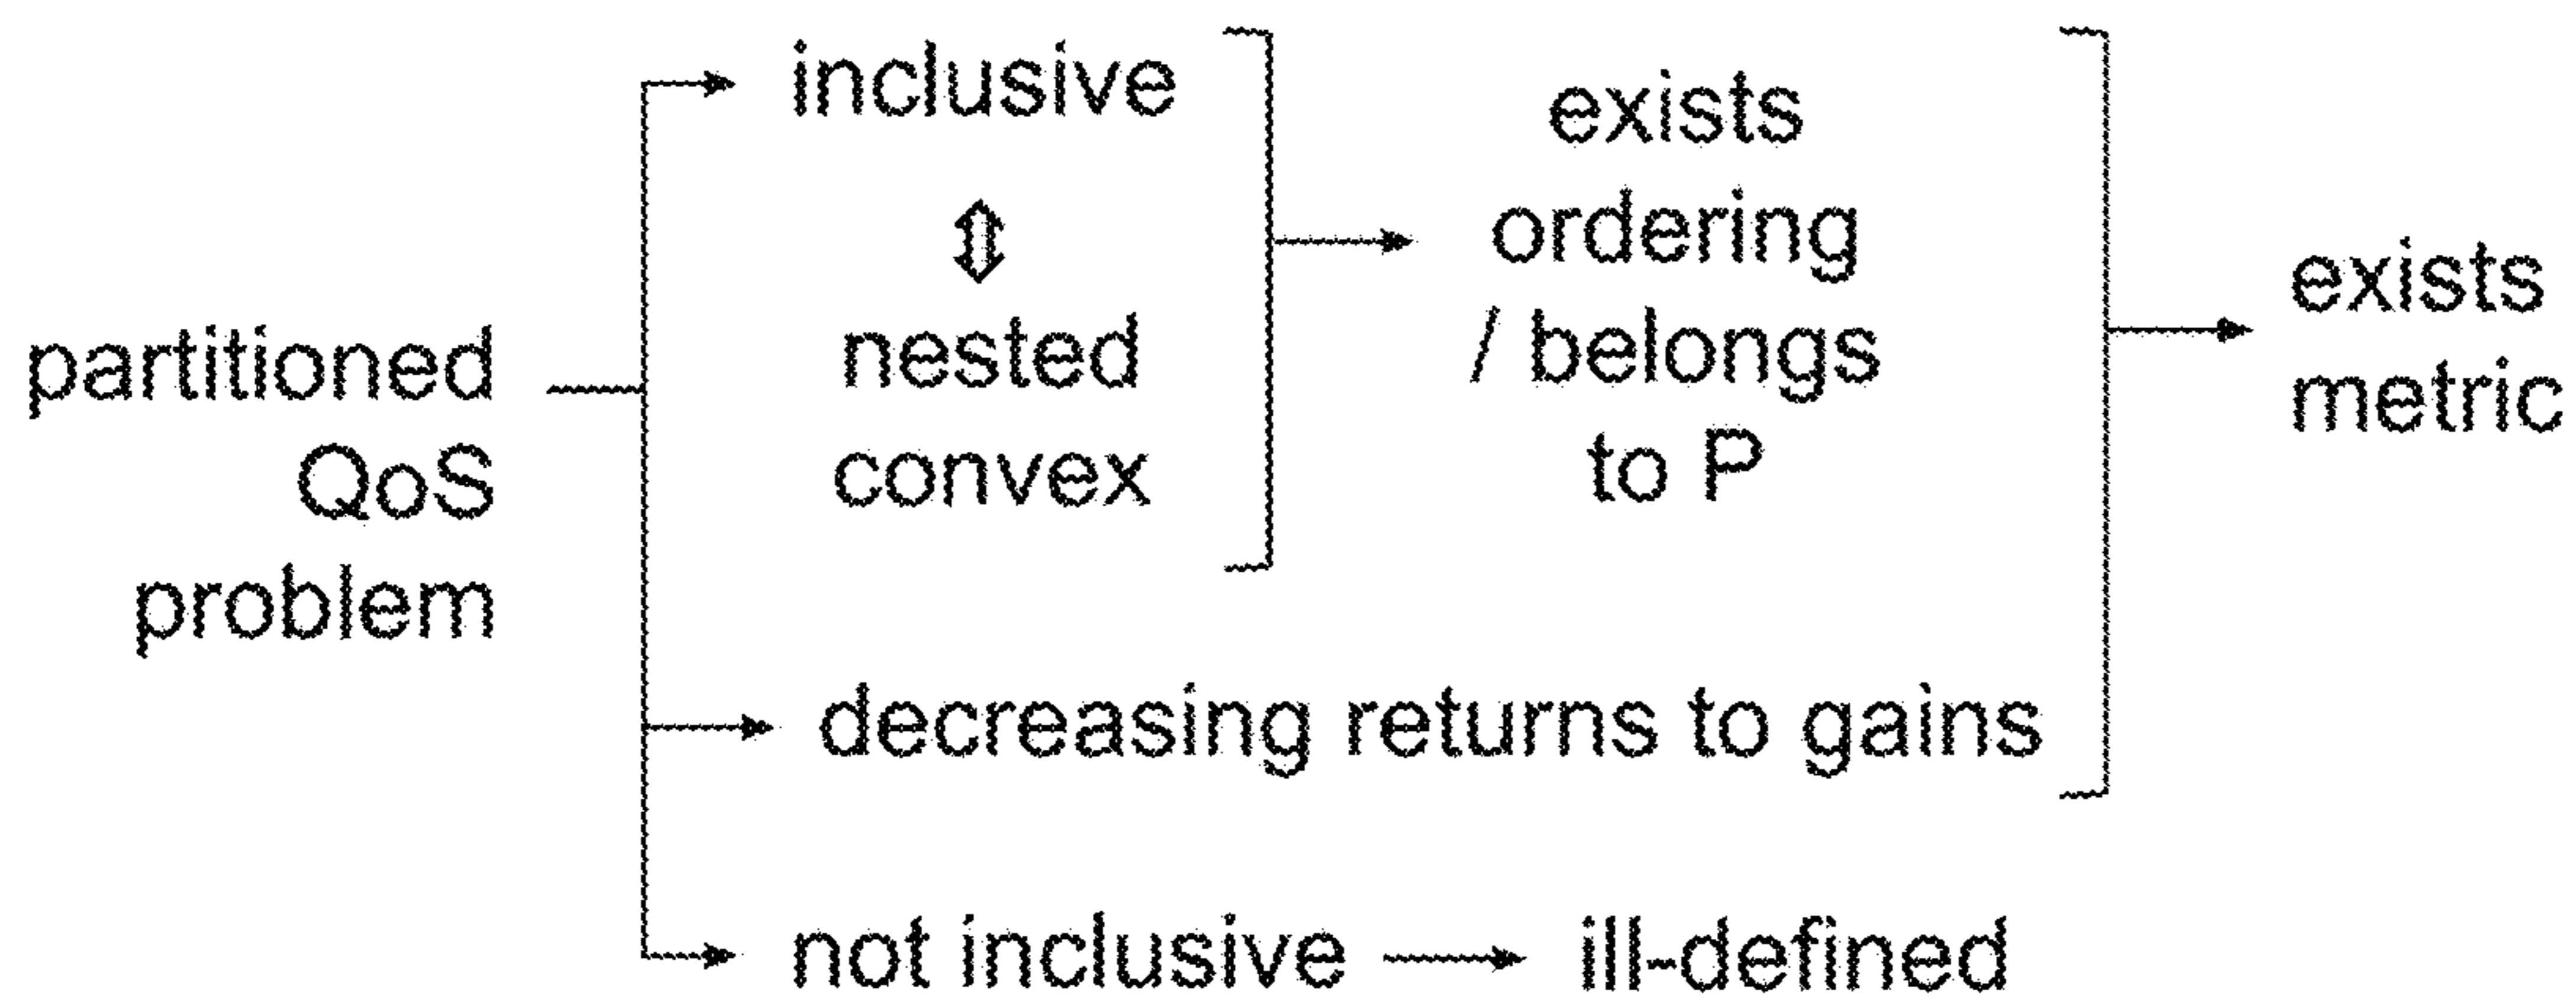 partitioned
QoS
problem
inclusive
⇕
nested
convex
exists
ordering
/ belongs
to P
decreasing returns to gains
not inclusive
ill-defined
exists
metric